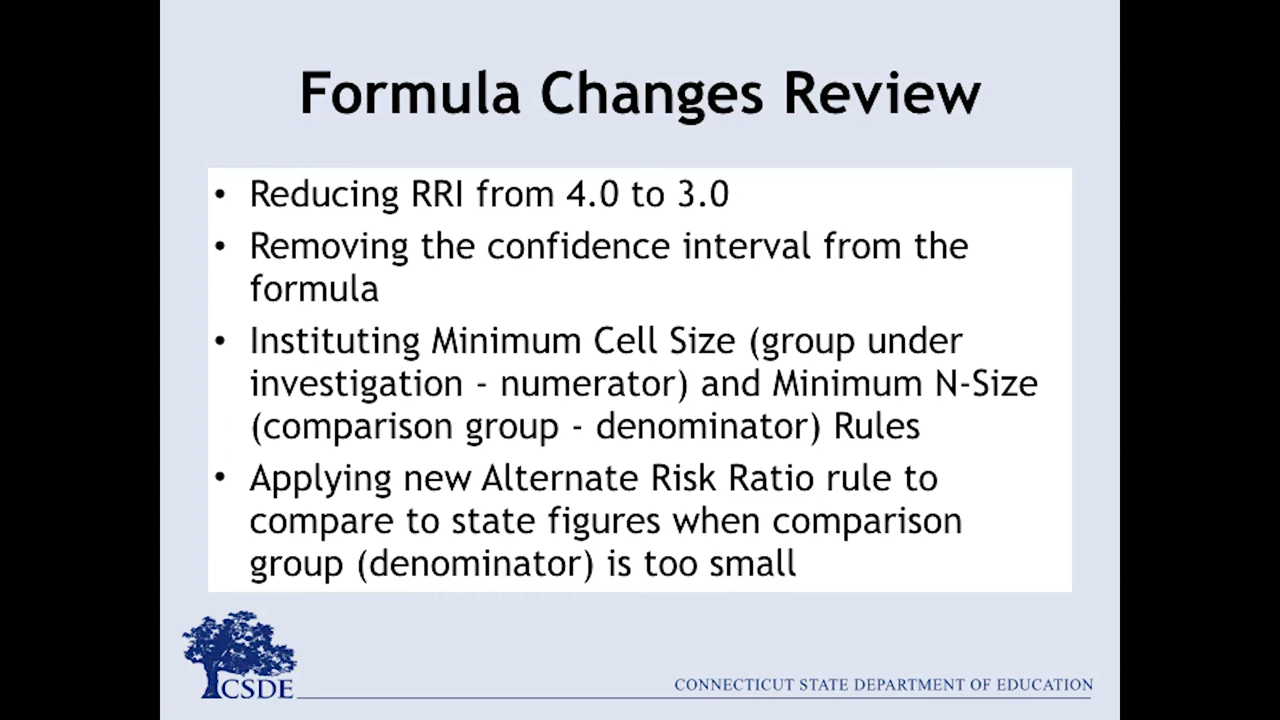 Formula Changes Review
• Reducing RRI from 4.0 to 3.0
• Removing the confidence interval from the
formula
• Instituting Minimum Cell Size (group under
investigation - numerator) and Minimum N-Size
(comparison group - denominator) Rules
• Applying new Alternate Risk Ratio rule to
compare to state figures when comparison
group (denominator) is too small
CSDE
CONNECTICUT STATE DEPARTMENT OF EDUCATION